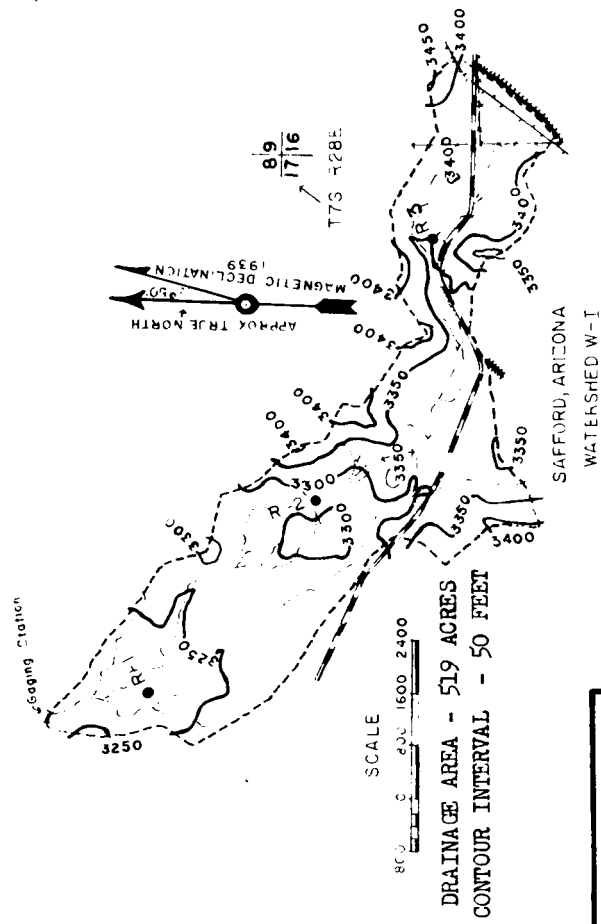 Gaging Station
3250
R-1
3250
3300
R-2
3300
3300
3350
3400
3400
3350
3400
3400
R-3
3400
3450
3400
3400
3350
3350
3350
3400
APPROX TRUE NORTH
MAGNETIC DECLINATION
1939
8 9
17 16
T7S R28E
SCALE
800 0 800 1600 2400
DRAINAGE AREA - 519 ACRES
CONTOUR INTERVAL - 50 FEET
SAFFORD, ARIZONA
WATERSHED W-I